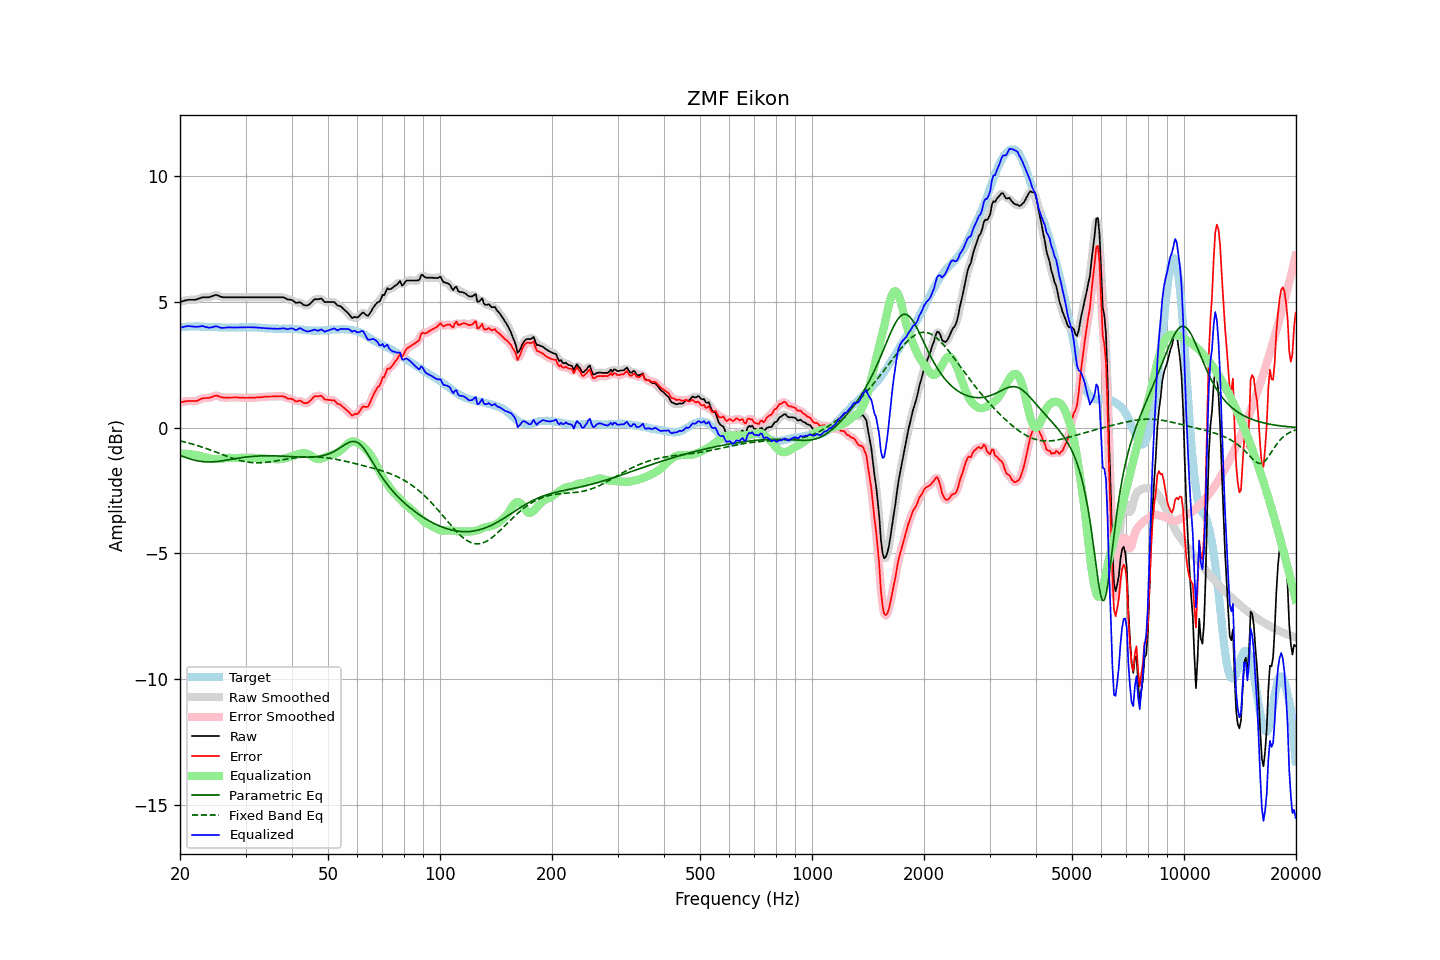 ZMF Eikon
Amplitude (dBr)
10
5
0
−5
−10
−15
Target
Raw Smoothed
Error Smoothed
Raw
Error
Equalization
Parametric Eq
Fixed Band Eq
Equalized
20 50 100 200 500 1000 2000 5000 10000 20000
Frequency (Hz)